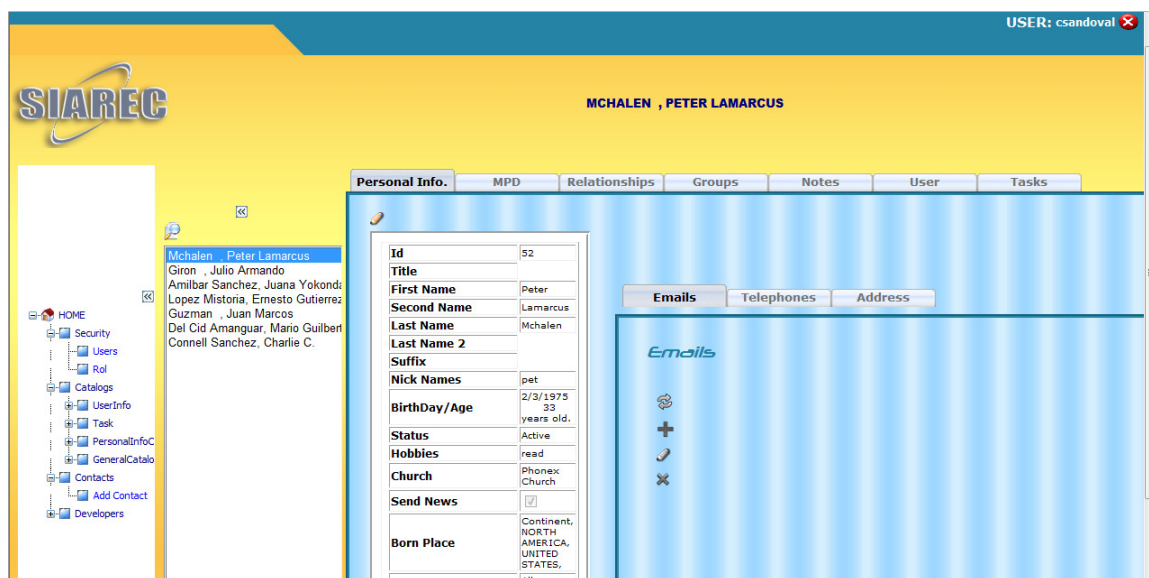 USER: csandoval
SIAREC
MCHALEN , PETER LAMARCUS
Personal Info. MPD Relationships Groups Notes User Tasks
HOME
Security
Users
Rol
Catalogs
UserInfo
Task
PersonalInfoC
GeneralCatalo
Contacts
Add Contact
Developers
Mchalen , Peter Lamarcus
Giron , Julio Armando
Amilbar Sanchez, Juana Yokonda
Lopez Mistoria, Ernesto Gutierrez
Guzman , Juan Marcos
Del Cid Amanguar, Mario Guilbert
Connell Sanchez, Charlie C.
Id 52
Title
First Name Peter
Second Name Lamarcus
Last Name Mchalen
Last Name 2
Suffix
Nick Names pet
BirthDay/Age 2/3/1975
33
years old.
Status Active
Hobbies read
Church Phonex
Church
Send News
Born Place Continent,
NORTH
AMERICA,
UNITED
STATES,
Emails Telephones Address
Emails